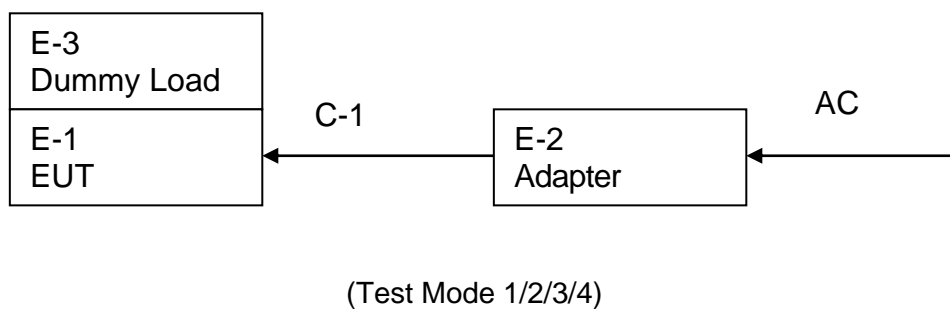 E-3
Dummy Load
E-1
EUT
C-1
E-2
Adapter
AC
(Test Mode 1/2/3/4)